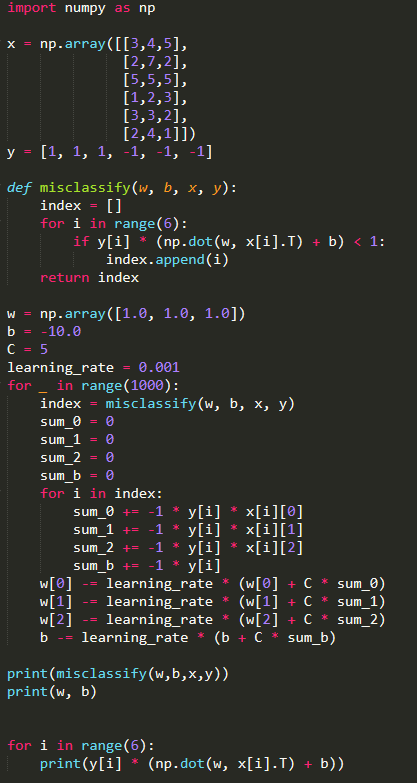 import numpy as np

x = np.array([[3,4,5],
              [2,7,2],
              [5,5,5],
              [1,2,3],
              [3,3,2],
              [2,4,1]])
y = [1, 1, 1, -1, -1, -1]

def misclassify(w, b, x, y):
    index = []
    for i in range(6):
        if y[i] * (np.dot(w, x[i].T) + b) < 1:
            index.append(i)
    return index

w = np.array([1.0, 1.0, 1.0])
b = -10.0
C = 5
learning_rate = 0.001
for _ in range(1000):
    index = misclassify(w, b, x, y)
    sum_0 = 0
    sum_1 = 0
    sum_2 = 0
    sum_b = 0
    for i in index:
        sum_0 += -1 * y[i] * x[i][0]
        sum_1 += -1 * y[i] * x[i][1]
        sum_2 += -1 * y[i] * x[i][2]
        sum_b += -1 * y[i]
    w[0] -= learning_rate * (w[0] + C * sum_0)
    w[1] -= learning_rate * (w[1] + C * sum_1)
    w[2] -= learning_rate * (w[2] + C * sum_2)
    b -= learning_rate * (b + C * sum_b)

print(misclassify(w,b,x,y))
print(w, b)


for i in range(6):
    print(y[i] * (np.dot(w, x[i].T) + b))